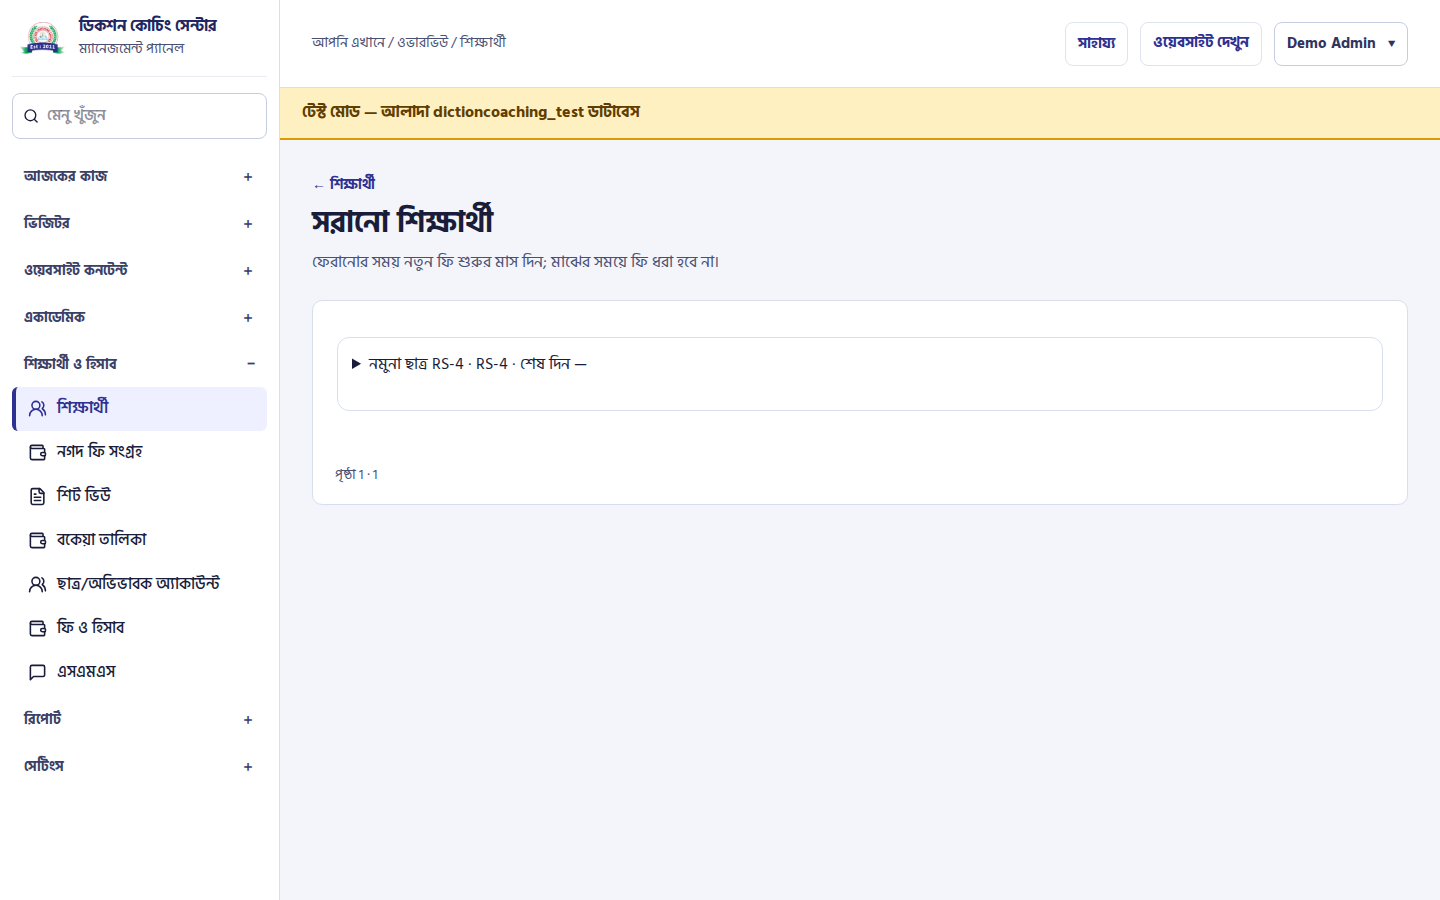 ডিকশন কোচিং সেন্টার
ম্যানেজমেন্ট প্যানেল
Est : 2011
মেনু খুঁজুন
আজকের কাজ +
ভিজিটর +
ওয়েবসাইট কনটেন্ট +
একাডেমিক +
শিক্ষার্থী ও হিসাব −
শিক্ষার্থী
নগদ ফি সংগ্রহ
শিট ভিউ
বকেয়া তালিকা
ছাত্র/অভিভাবক অ্যাকাউন্ট
ফি ও হিসাব
এসএমএস
রিপোর্ট +
সেটিংস +
আপনি এখানে / ওভারভিউ / শিক্ষার্থী
সাহায্য
ওয়েবসাইট দেখুন
Demo Admin ▾
টেস্ট মোড — আলাদা dictioncoaching_test ডাটাবেস
← শিক্ষার্থী
সরানো শিক্ষার্থী
ফেরানোর সময় নতুন ফি শুরুর মাস দিন; মাঝের সময়ে ফি ধরা হবে না।
▶ নমুনা ছাত্র RS-4 · RS-4 · শেষ দিন —
পৃষ্ঠা 1 · 1